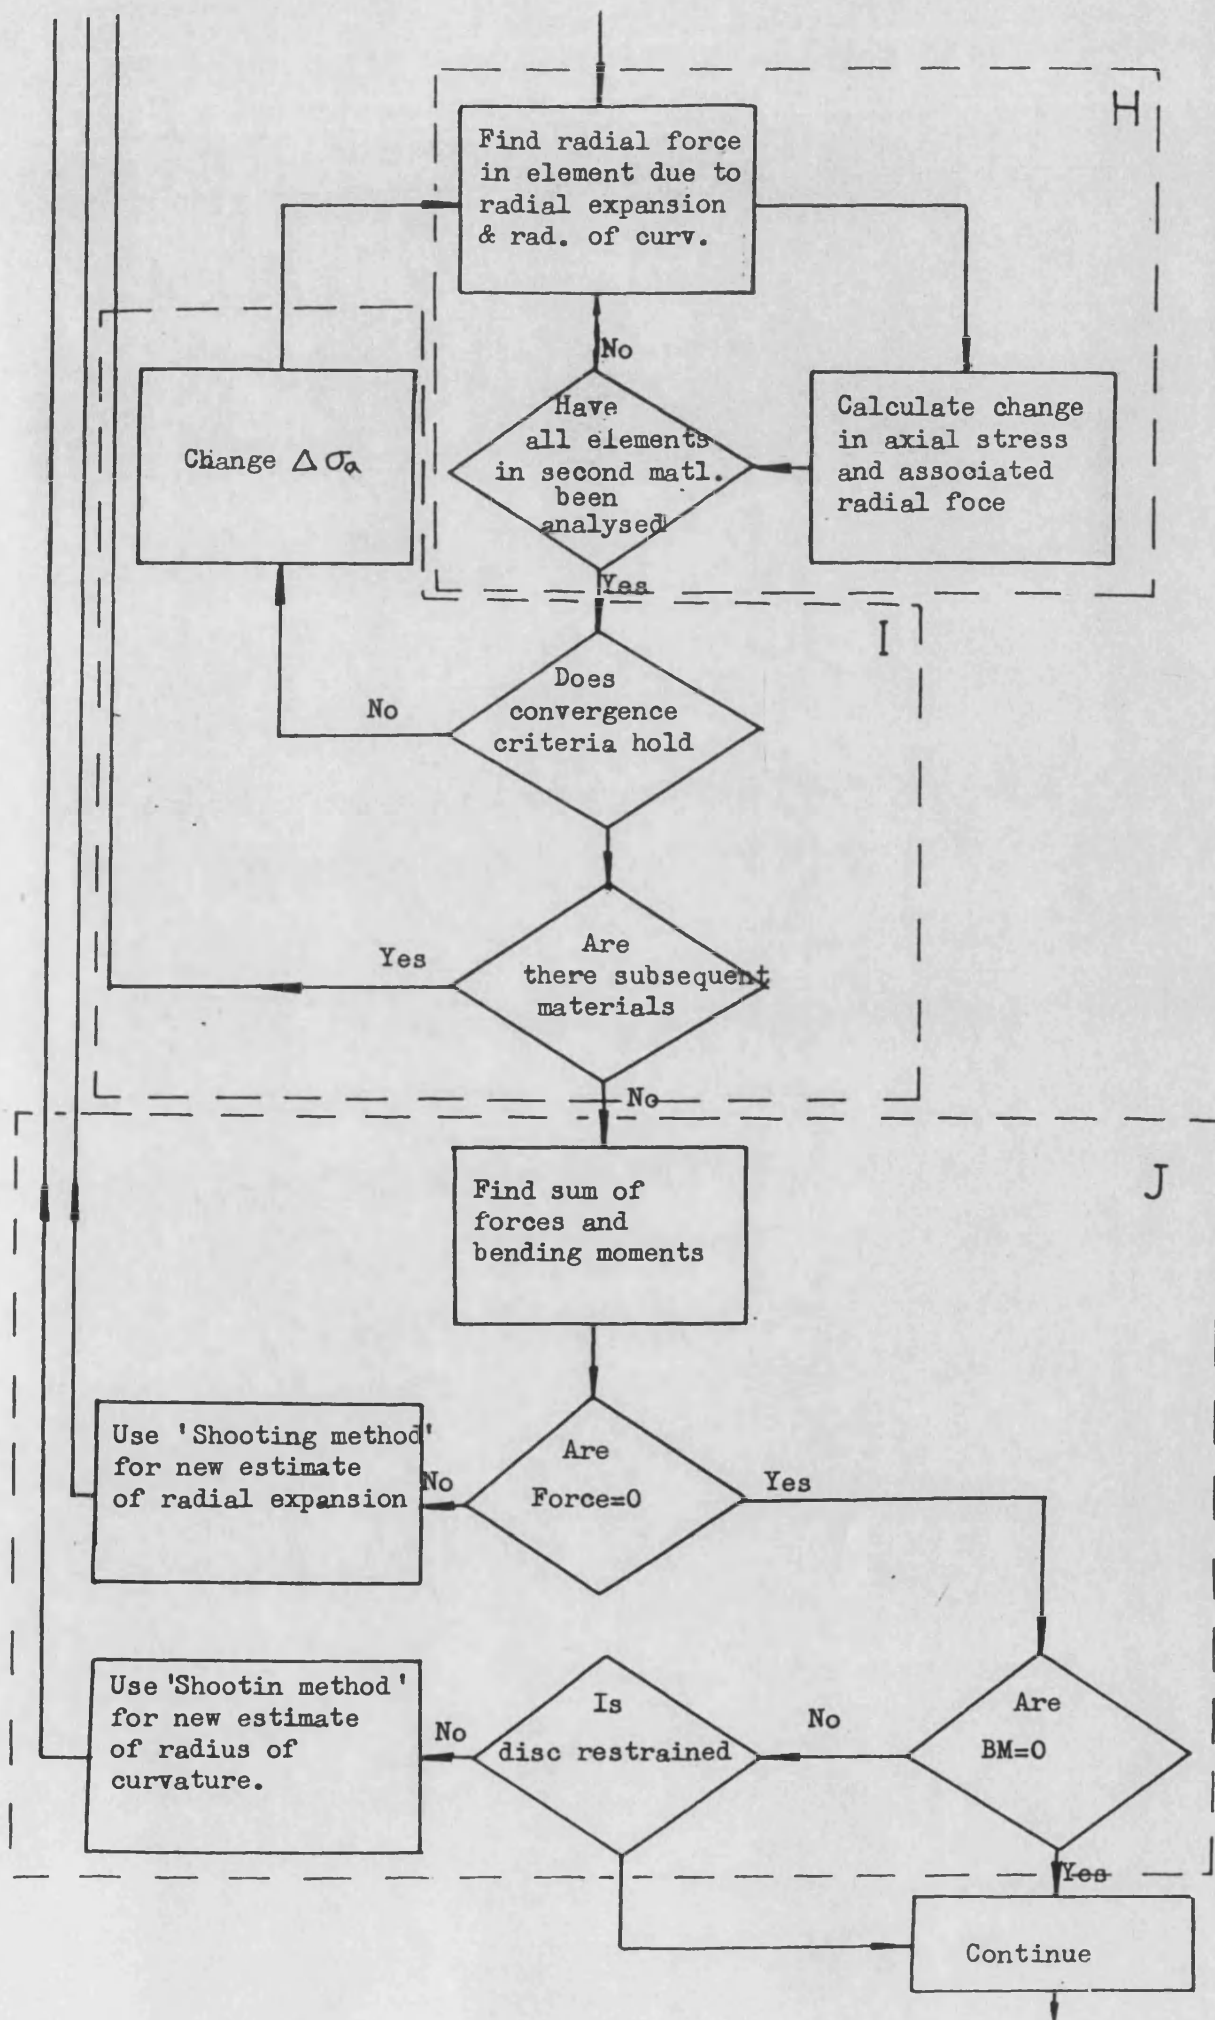 H
Find radial force
in element due to
radial expansion
& rad. of curv.
No
Change Δ σa
Have
all elements
in second matl.
been
analysed
Calculate change
in axial stress
and associated
radial foce
Yes
I
Does
convergence
criteria hold
No
Are
there subsequent
materials
Yes
No
J
Find sum of
forces and
bending moments
Use 'Shooting method'
for new estimate
of radial expansion
No
Are
Force=0
Yes
Use 'Shootin method'
for new estimate
of radius of
curvature.
No
Is
disc restrained
No
Are
BM=0
Yes
Continue